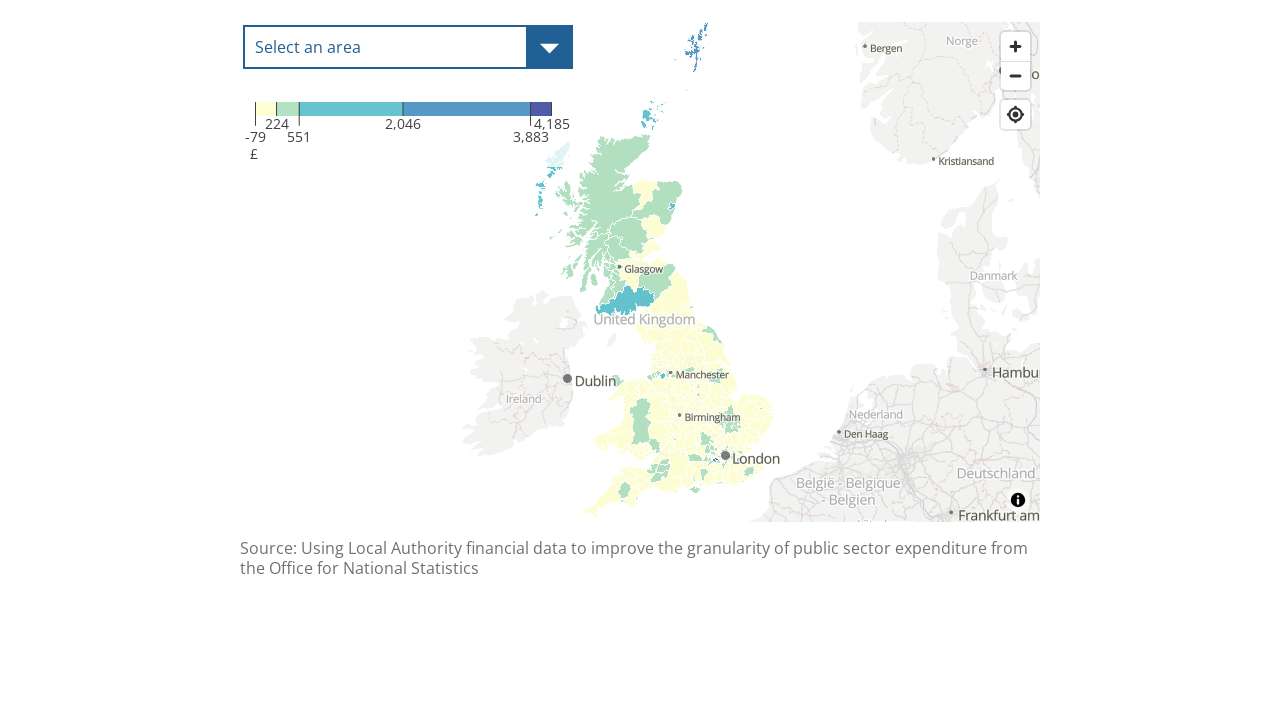 Select an area
224
2,046
4,185
-79
551
3,883
£
Bergen
Norge
Kristiansand
Glasgow
Danmark
United Kingdom
Manchester
Hambu
Dublin
Ireland
Birmingham
Nederland
Den Haag
London
Deutschland
België - Belgique
- Belgien
Frankfurt am
Source: Using Local Authority financial data to improve the granularity of public sector expenditure from
the Office for National Statistics